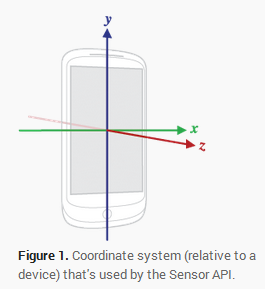 y
x
z
Figure 1. Coordinate system (relative to a
device) that's used by the Sensor API.